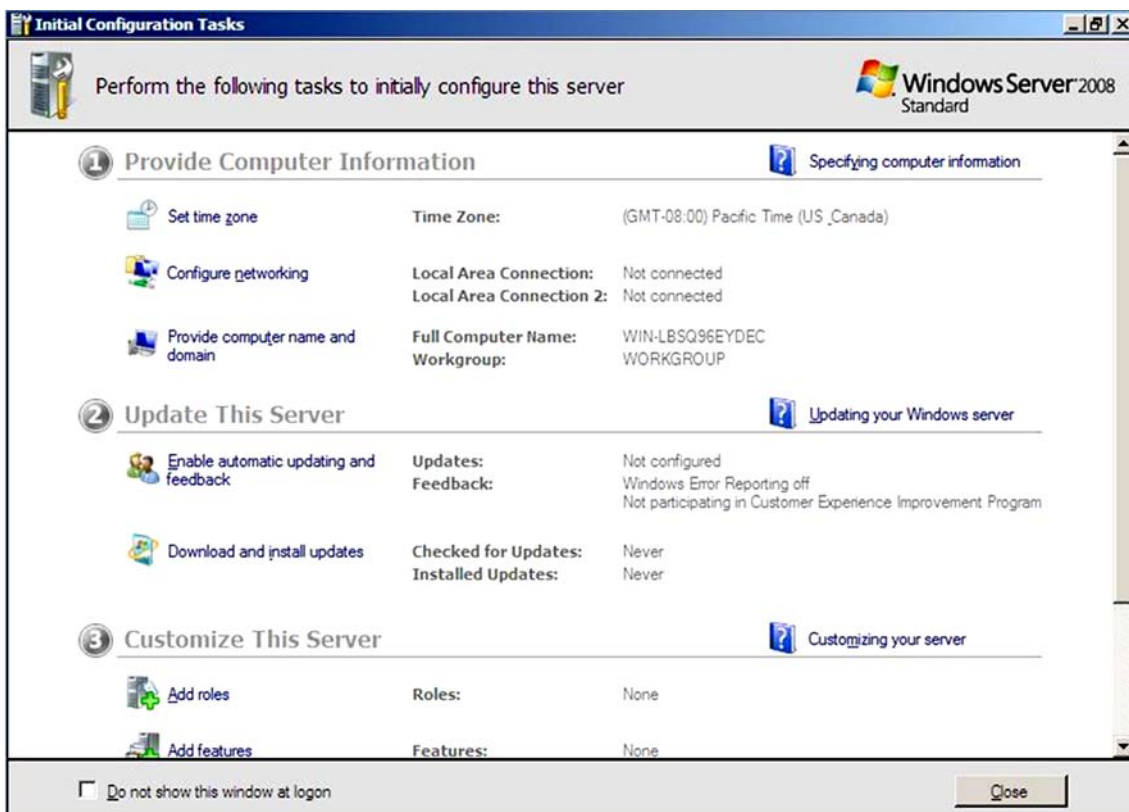 Initial Configuration Tasks
Perform the following tasks to initially configure this server
Windows Server 2008
Standard
1 Provide Computer Information
Specifying computer information
Set time zone Time Zone: (GMT-08:00) Pacific Time (US _Canada)
Configure networking Local Area Connection: Not connected
Local Area Connection 2: Not connected
Provide computer name and Full Computer Name: WIN-LBSQ96EYDEC
domain Workgroup: WORKGROUP
2 Update This Server
Updating your Windows server
Enable automatic updating and Updates: Not configured
feedback Feedback: Windows Error Reporting off
Not participating in Customer Experience Improvement Program
Download and install updates Checked for Updates: Never
Installed Updates: Never
3 Customize This Server
Customizing your server
Add roles Roles: None
Add features Features: None
Do not show this window at logon
Close